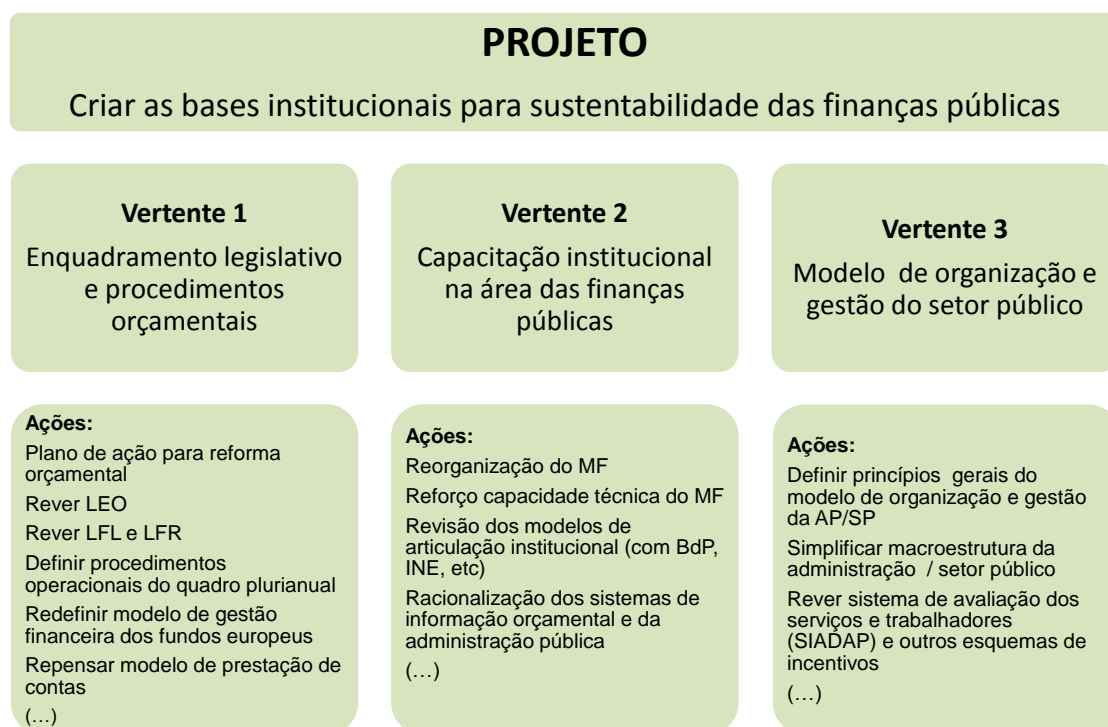 PROJETO
Criar as bases institucionais para sustentabilidade das finanças públicas
Vertente 1
Enquadramento legislativo
e procedimentos
orçamentais
Vertente 2
Capacitação institucional
na área das finanças
públicas
Vertente 3
Modelo de organização e
gestão do setor público
Ações:
Plano de ação para reforma
orçamental
Rever LEO
Rever LFL e LFR
Definir procedimentos
operacionais do quadro plurianual
Redefinir modelo de gestão
financeira dos fundos europeus
Repensar modelo de prestação de
contas
(…)
Ações:
Reorganização do MF
Reforço capacidade técnica do MF
Revisão dos modelos de
articulação institucional (com BdP,
INE, etc)
Racionalização dos sistemas de
informação orçamental e da
administração pública
(…)
Ações:
Definir princípios gerais do
modelo de organização e gestão
da AP/SP
Simplificar macroestrutura da
administração / setor público
Rever sistema de avaliação dos
serviços e trabalhadores
(SIADAP) e outros esquemas de
incentivos
(…)